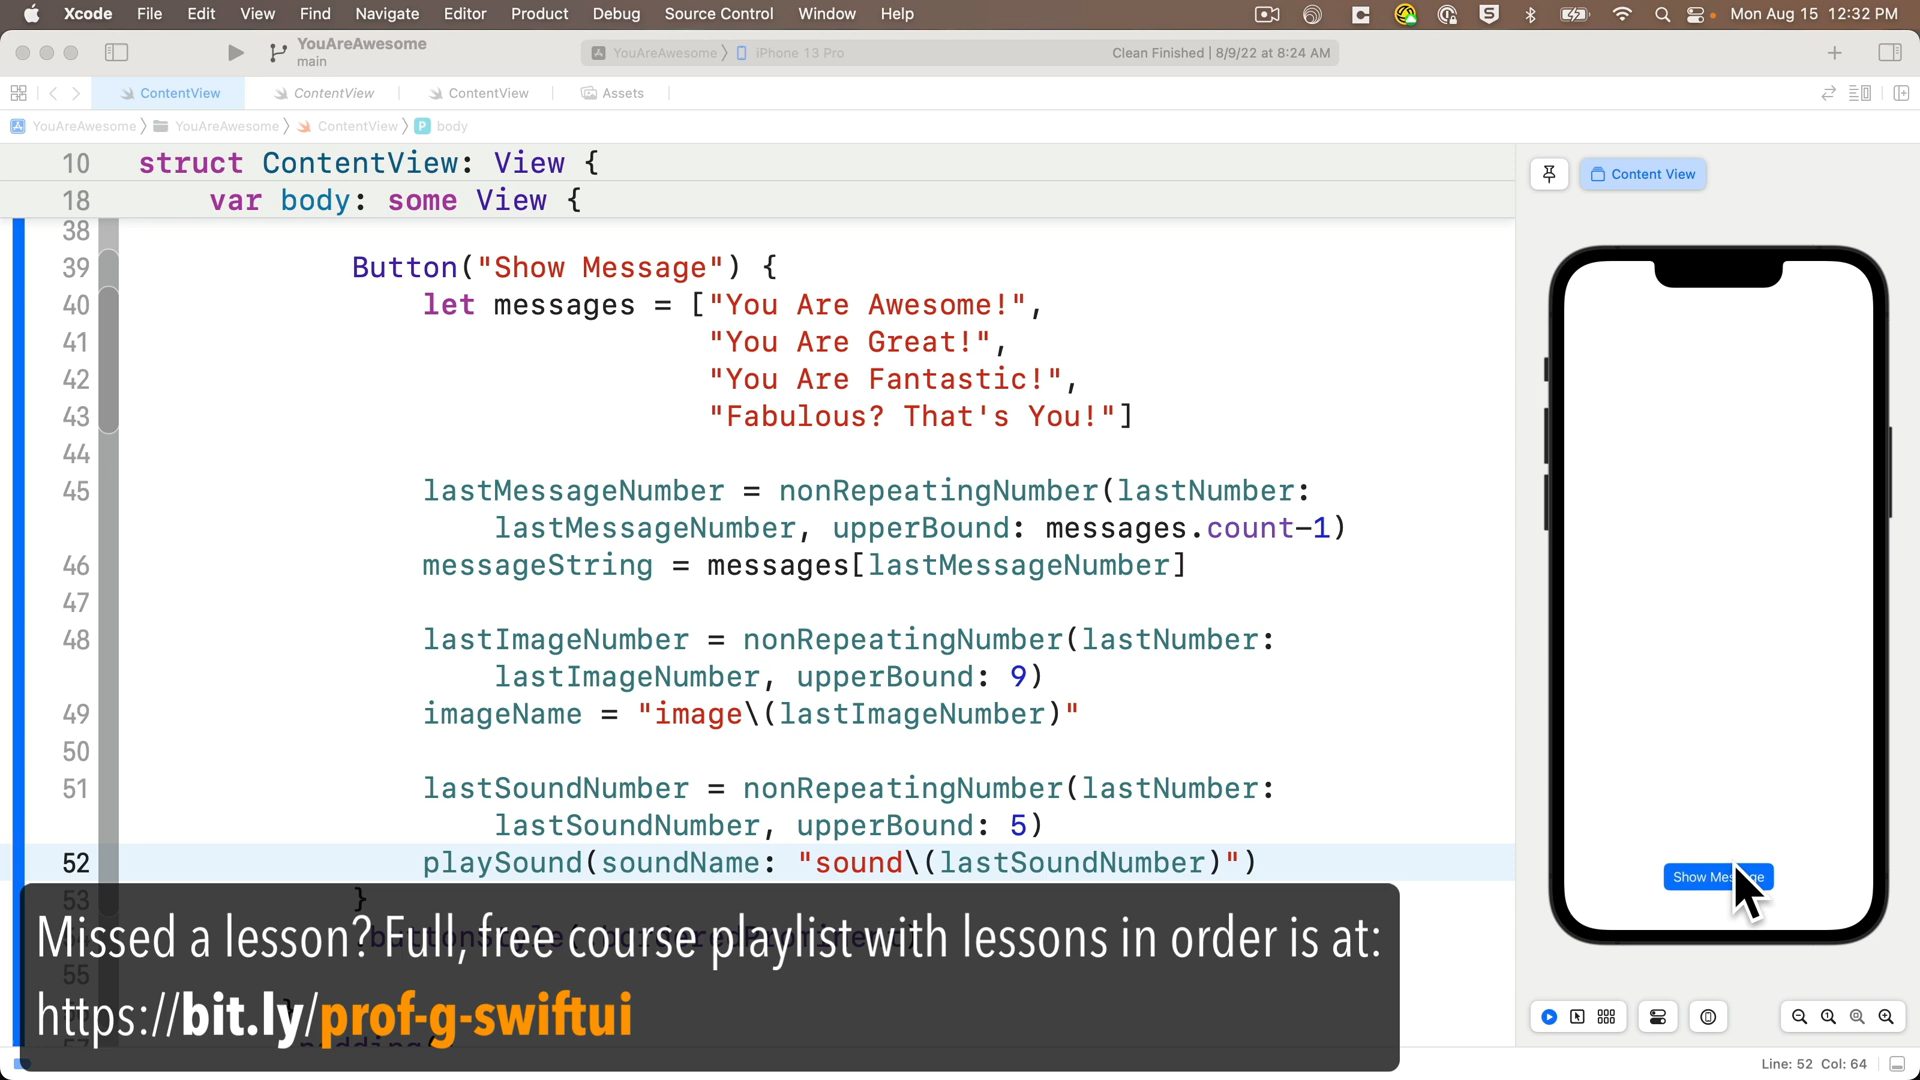 Xcode File Edit View Find Navigate Editor Product Debug Source Control Window Help Mon Aug 15 12:32 PM
YouAreAwesome
main
YouAreAwesome iPhone 13 Pro Clean Finished | 8/9/22 at 8:24 AM
ContentView ContentView ContentView Assets
YouAreAwesome YouAreAwesome ContentView P body
10 struct ContentView: View {
18 var body: some View {
38
39 Button("Show Message") {
40 let messages = ["You Are Awesome!",
41 "You Are Great!",
42 "You Are Fantastic!",
43 "Fabulous? That's You!"]
44
45 lastMessageNumber = nonRepeatingNumber(lastNumber:
lastMessageNumber, upperBound: messages.count-1)
46 messageString = messages[lastMessageNumber]
47
48 lastImageNumber = nonRepeatingNumber(lastNumber:
lastImageNumber, upperBound: 9)
49 imageName = "image\(lastImageNumber)"
50
51 lastSoundNumber = nonRepeatingNumber(lastNumber:
lastSoundNumber, upperBound: 5)
52 playSound(soundName: "sound\(lastSoundNumber)")
53 }
Missed a lesson? Full, free course playlist with lessons in order is at:
55
https://bit.ly/prof-g-swiftui
Content View
Line: 52 Col: 64